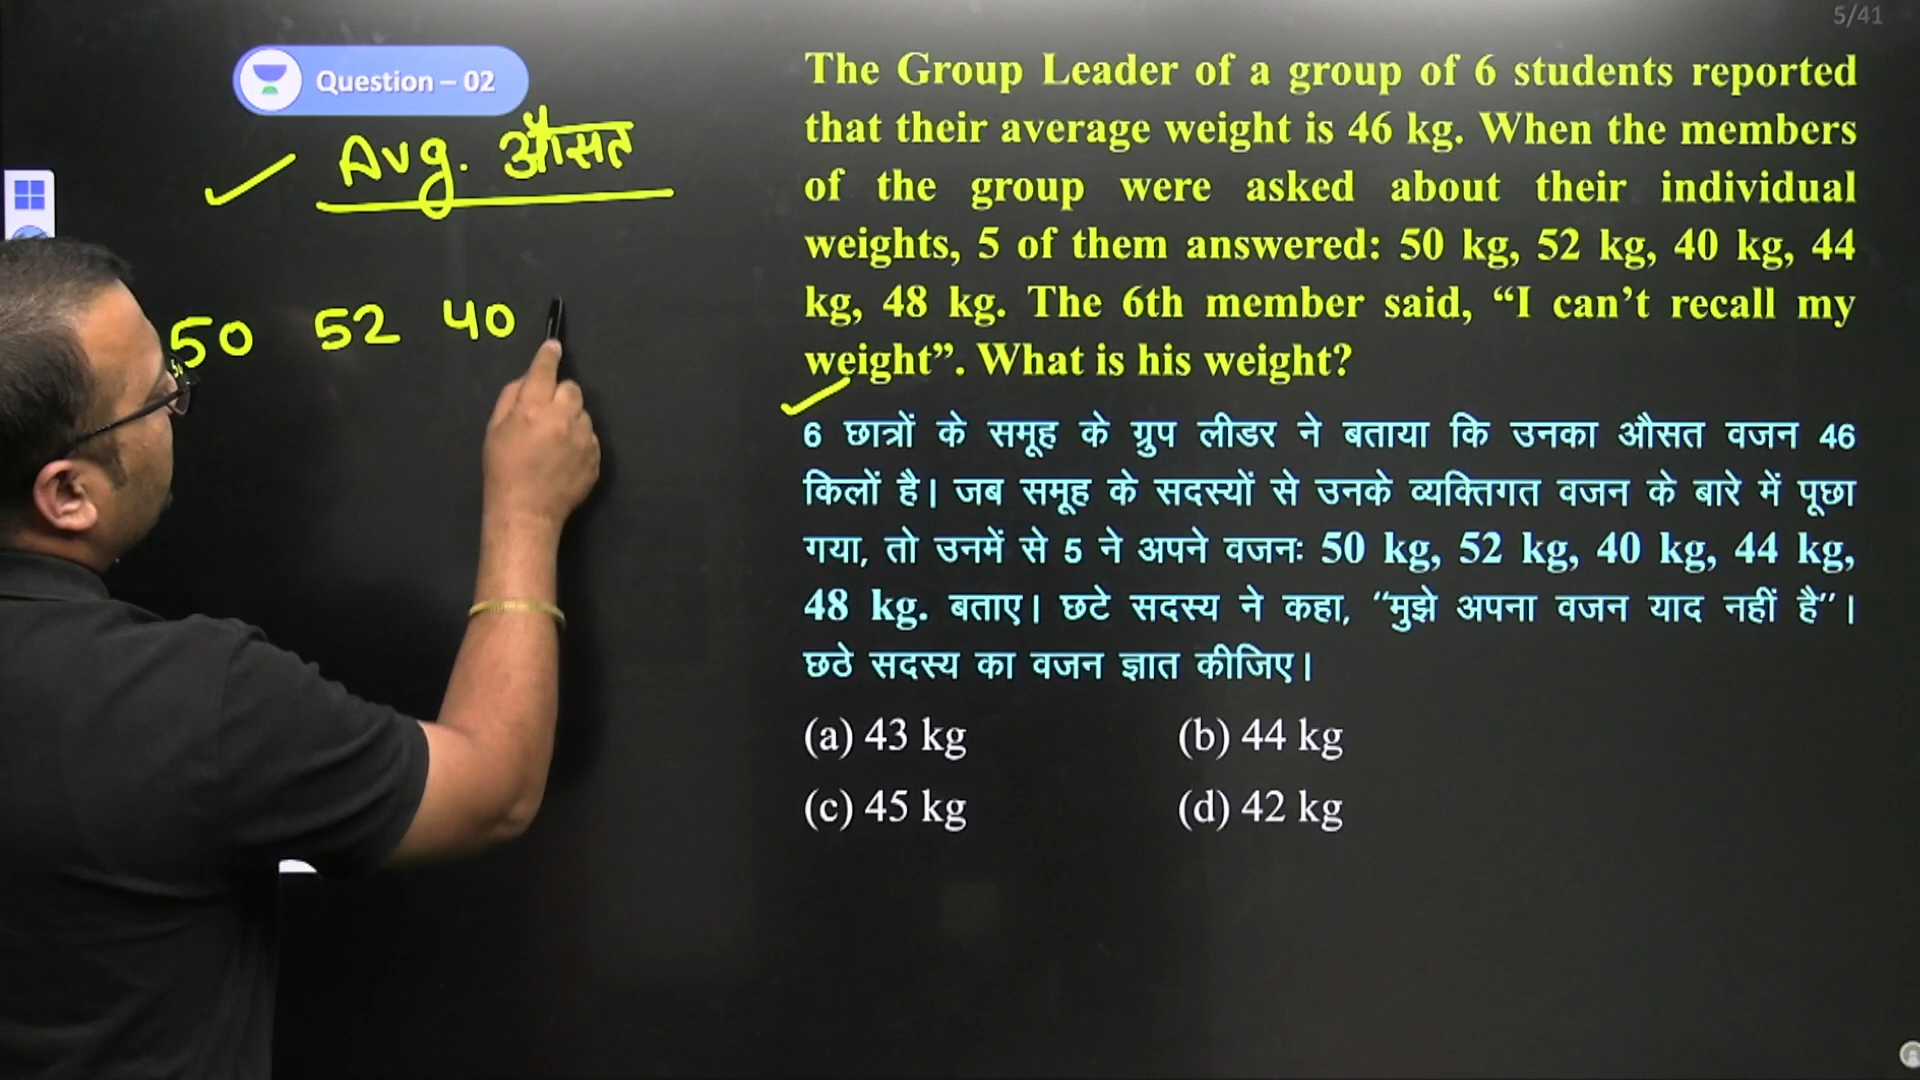 5/41
Question – 02
Avg. औसत
50 52 40
The Group Leader of a group of 6 students reported
that their average weight is 46 kg. When the members
of the group were asked about their individual
weights, 5 of them answered: 50 kg, 52 kg, 40 kg, 44
kg, 48 kg. The 6th member said, “I can’t recall my
weight”. What is his weight?
6 छात्रों के समूह के ग्रुप लीडर ने बताया कि उनका औसत वजन 46
किलों है। जब समूह के सदस्यों से उनके व्यक्तिगत वजन के बारे में पूछा
गया, तो उनमें से 5 ने अपने वजनः 50 kg, 52 kg, 40 kg, 44 kg,
48 kg. बताए। छटे सदस्य ने कहा, “मुझे अपना वजन याद नहीं है”।
छठे सदस्य का वजन ज्ञात कीजिए।
(a) 43 kg (b) 44 kg
(c) 45 kg (d) 42 kg